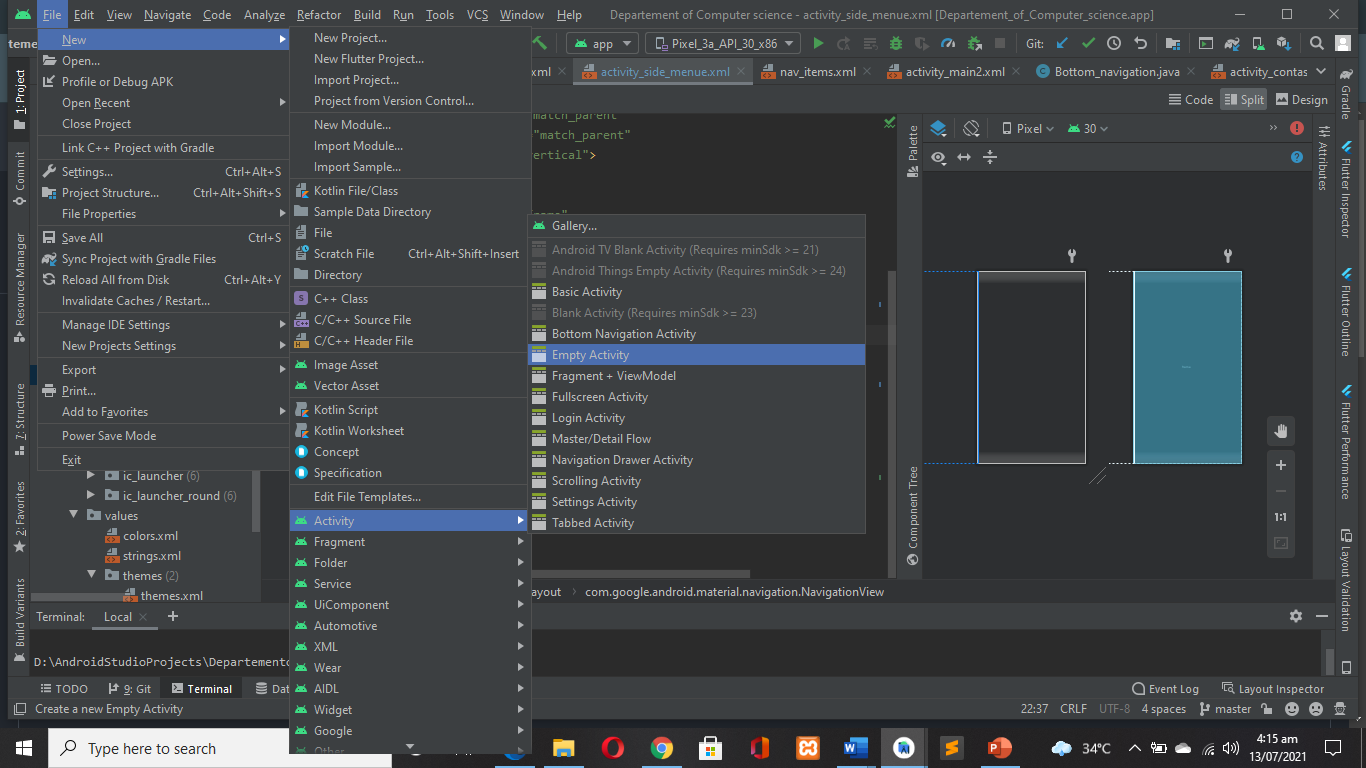 File Edit View Navigate Code Analyze Refactor Build Run Tools VCS Window Help Departement of Computer science - activity_side_menue.xml [Departement_of_Computer_science.app]
teme
app
Pixel_3a_API_30_x86
Git:
xml
activity_side_menue.xml
nav_items.xml
activity_main2.xml
Bottom_navigation.java
activity_contas
Code
Split
Design
New
Open...
Profile or Debug APK
Open Recent
Close Project
Link C++ Project with Gradle
Settings... Ctrl+Alt+S
Project Structure... Ctrl+Alt+Shift+S
File Properties
Save All Ctrl+S
Sync Project with Gradle Files
Reload All from Disk Ctrl+Alt+Y
Invalidate Caches / Restart...
Manage IDE Settings
New Projects Settings
Export
Print...
Add to Favorites
Power Save Mode
Exit
New Project...
New Flutter Project...
Import Project...
Project from Version Control...
New Module...
Import Module...
Import Sample...
Kotlin File/Class
Sample Data Directory
File
Scratch File Ctrl+Alt+Shift+Insert
Directory
C++ Class
C/C++ Source File
C/C++ Header File
Image Asset
Vector Asset
Kotlin Script
Kotlin Worksheet
Concept
Specification
Edit File Templates...
Activity
Fragment
Folder
Service
UiComponent
Automotive
XML
Wear
AIDL
Widget
Google
Other
Gallery...
Android TV Blank Activity (Requires minSdk >= 21)
Android Things Empty Activity (Requires minSdk >= 24)
Basic Activity
Blank Activity (Requires minSdk >= 23)
Bottom Navigation Activity
Empty Activity
Fragment + ViewModel
Fullscreen Activity
Login Activity
Master/Detail Flow
Navigation Drawer Activity
Scrolling Activity
Settings Activity
Tabbed Activity
match_parent"
"match_parent"
ertical">
Pixel
30
1:1
Palette
Component Tree
Attributes
1: Project
Commit
Resource Manager
7: Structure
2: Favorites
Build Variants
Gradle
Flutter Inspector
Flutter Outline
Flutter Performance
Layout Validation
ic_launcher (6)
ic_launcher_round (6)
values
colors.xml
strings.xml
themes (2)
themes.xml
ayout
com.google.android.material.navigation.NavigationView
Terminal: Local
D:\AndroidStudioProjects\Departemento
TODO
9: Git
Terminal
Dat
Event Log
Layout Inspector
Create a new Empty Activity
22:37 CRLF UTF-8 4 spaces master
Type here to search
34°C
4:15 am
13/07/2021